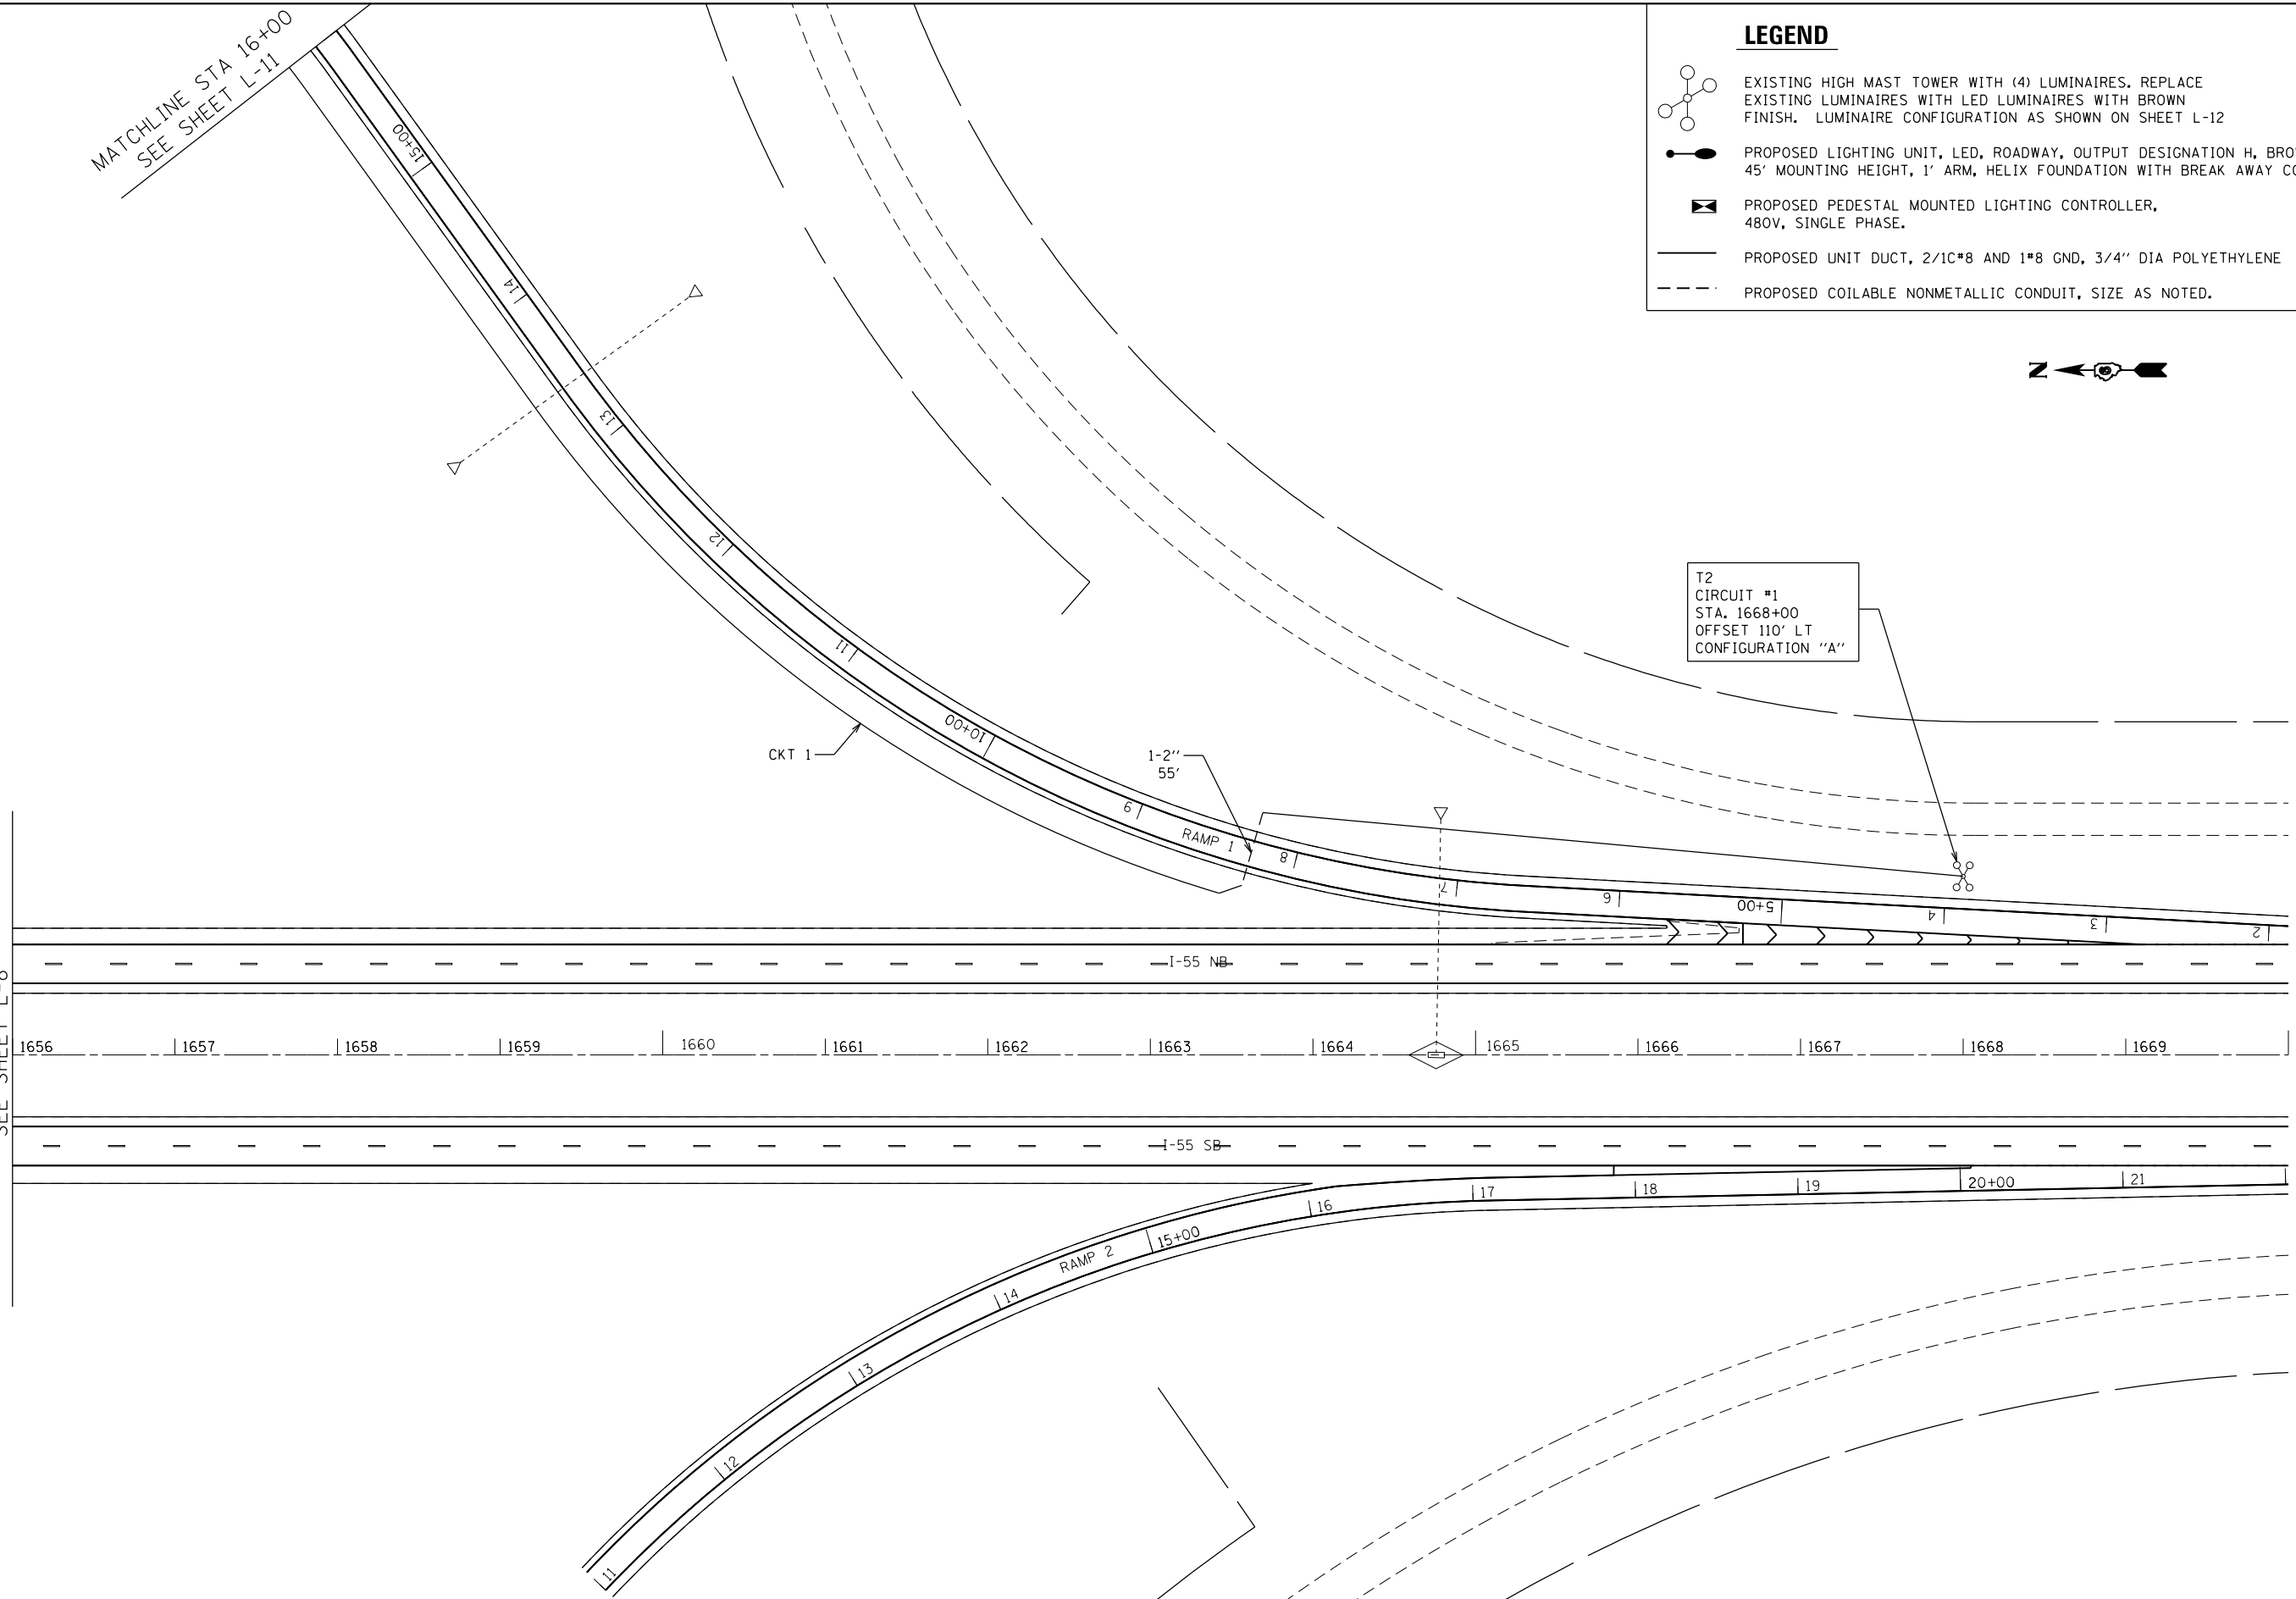 MATCHLINE STA 16+00
SEE SHEET L-11
LEGEND
EXISTING HIGH MAST TOWER WITH (4) LUMINAIRES. REPLACE
EXISTING LUMINAIRES WITH LED LUMINAIRES WITH BROWN
FINISH. LUMINAIRE CONFIGURATION AS SHOWN ON SHEET L-12
PROPOSED LIGHTING UNIT, LED, ROADWAY, OUTPUT DESIGNATION H,
45' MOUNTING HEIGHT, 1' ARM, HELIX FOUNDATION WITH BREAK AWAY
PROPOSED PEDESTAL MOUNTED LIGHTING CONTROLLER,
480V, SINGLE PHASE.
PROPOSED UNIT DUCT, 2/1C#8 AND 1#8 GND, 3/4" DIA POLYETHYLENE
PROPOSED COILABLE NONMETALLIC CONDUIT, SIZE AS NOTED.
N
15+00
14
13
12
11
10+00
9
RAMP 1
8
7
6
5+00
4
3
2
T2
CIRCUIT #1
STA. 1668+00
OFFSET 110' LT
CONFIGURATION "A"
CKT 1
1-2"
55'
I-55 NB
SEE SHEET
1656
1657
1658
1659
1660
1661
1662
1663
1664
1665
1666
1667
1668
1669
I-55 SB
RAMP 2
11
12
13
14
15+00
16
17
18
19
20+00
21